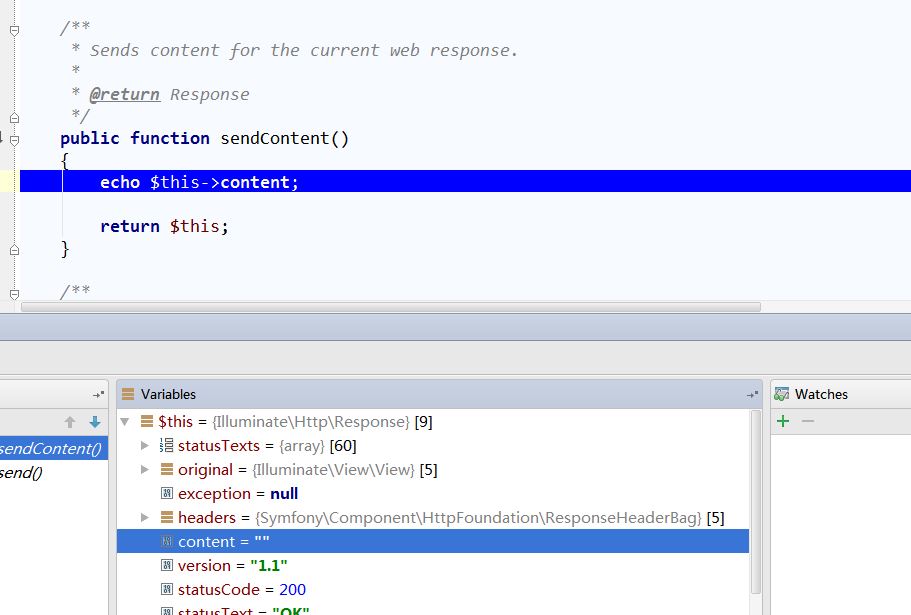 /**
* Sends content for the current web response.
*
* @return Response
*/
public function sendContent()
{
echo $this->content;
return $this;
}
/**
Variables
Watches
sendContent()
send()
$this = {Illuminate\Http\Response} [9]
statusTexts = {array} [60]
original = {Illuminate\View\View} [5]
exception = null
headers = {Symfony\Component\HttpFoundation\ResponseHeaderBag} [5]
content = ""
version = "1.1"
statusCode = 200
statusText = "OK"